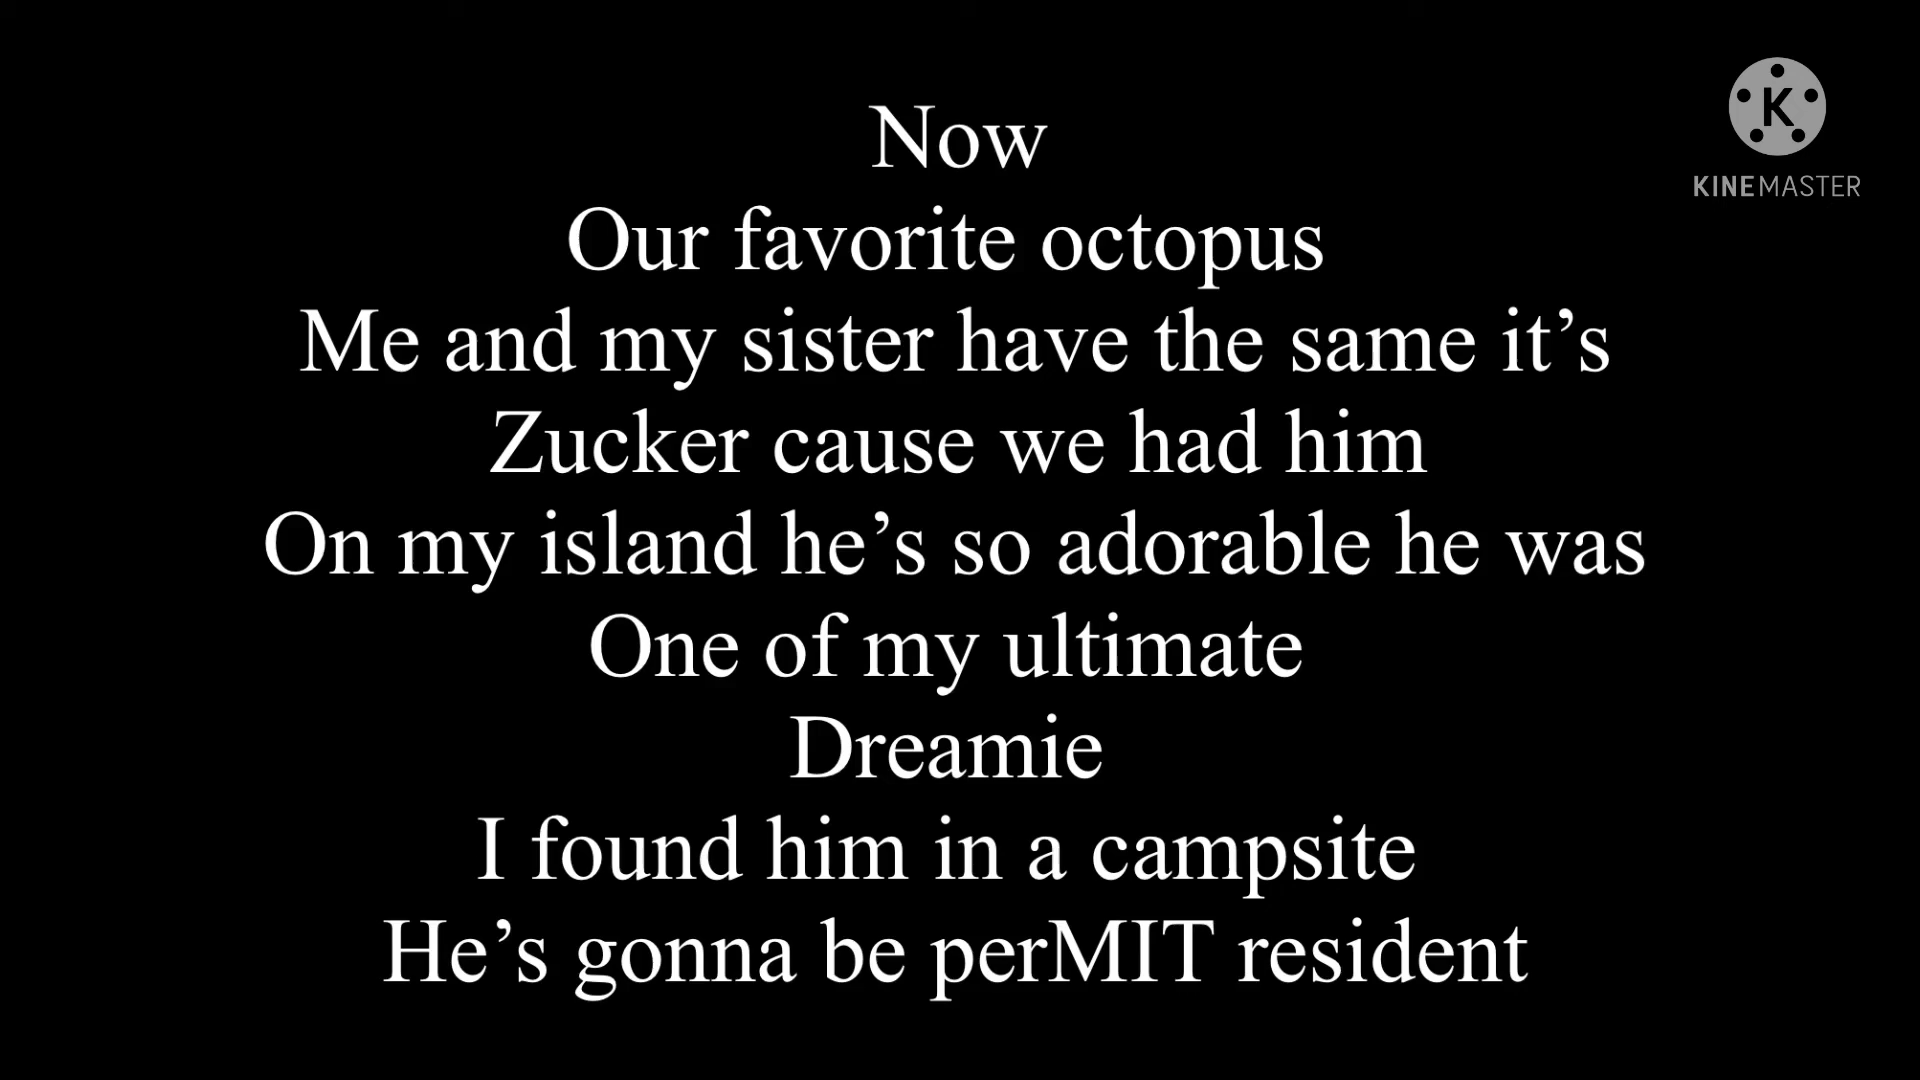 Now
K
KINEMASTER
Our favorite octopus
Me and my sister have the same it’s
Zucker cause we had him
On my island he’s so adorable he was
One of my ultimate
Dreamie
I found him in a campsite
He’s gonna be perMIT resident